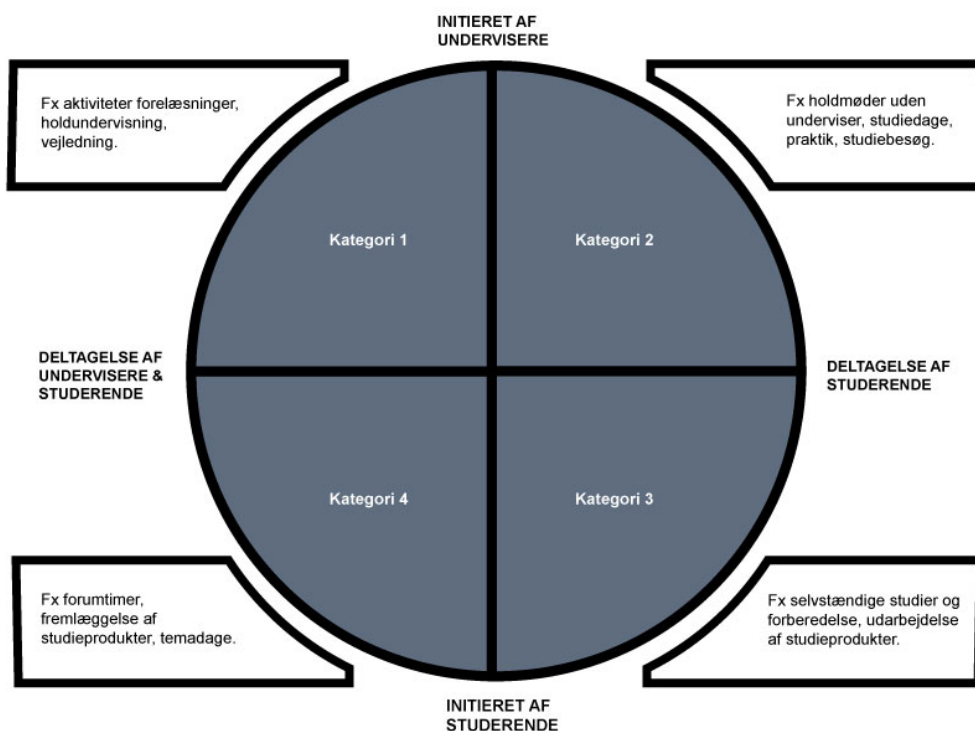 INITIERET AF
UNDERVISERE
Fx aktiviteter forelæsninger,
holdundervisning,
vejledning.
Fx holdmøder uden
underviser, studiedage,
praktik, studiebesøg.
Kategori 1
Kategori 2
DELTAGELSE AF
UNDERVISERE &
STUDERENDE
DELTAGELSE AF
STUDERENDE
Kategori 4
Kategori 3
Fx forumtimer,
fremlæggelse af
studieprodukter, temadage.
Fx selvstændige studier og
forberedelse, udarbejdelse
af studieprodukter.
INITIERET AF
STUDERENDE